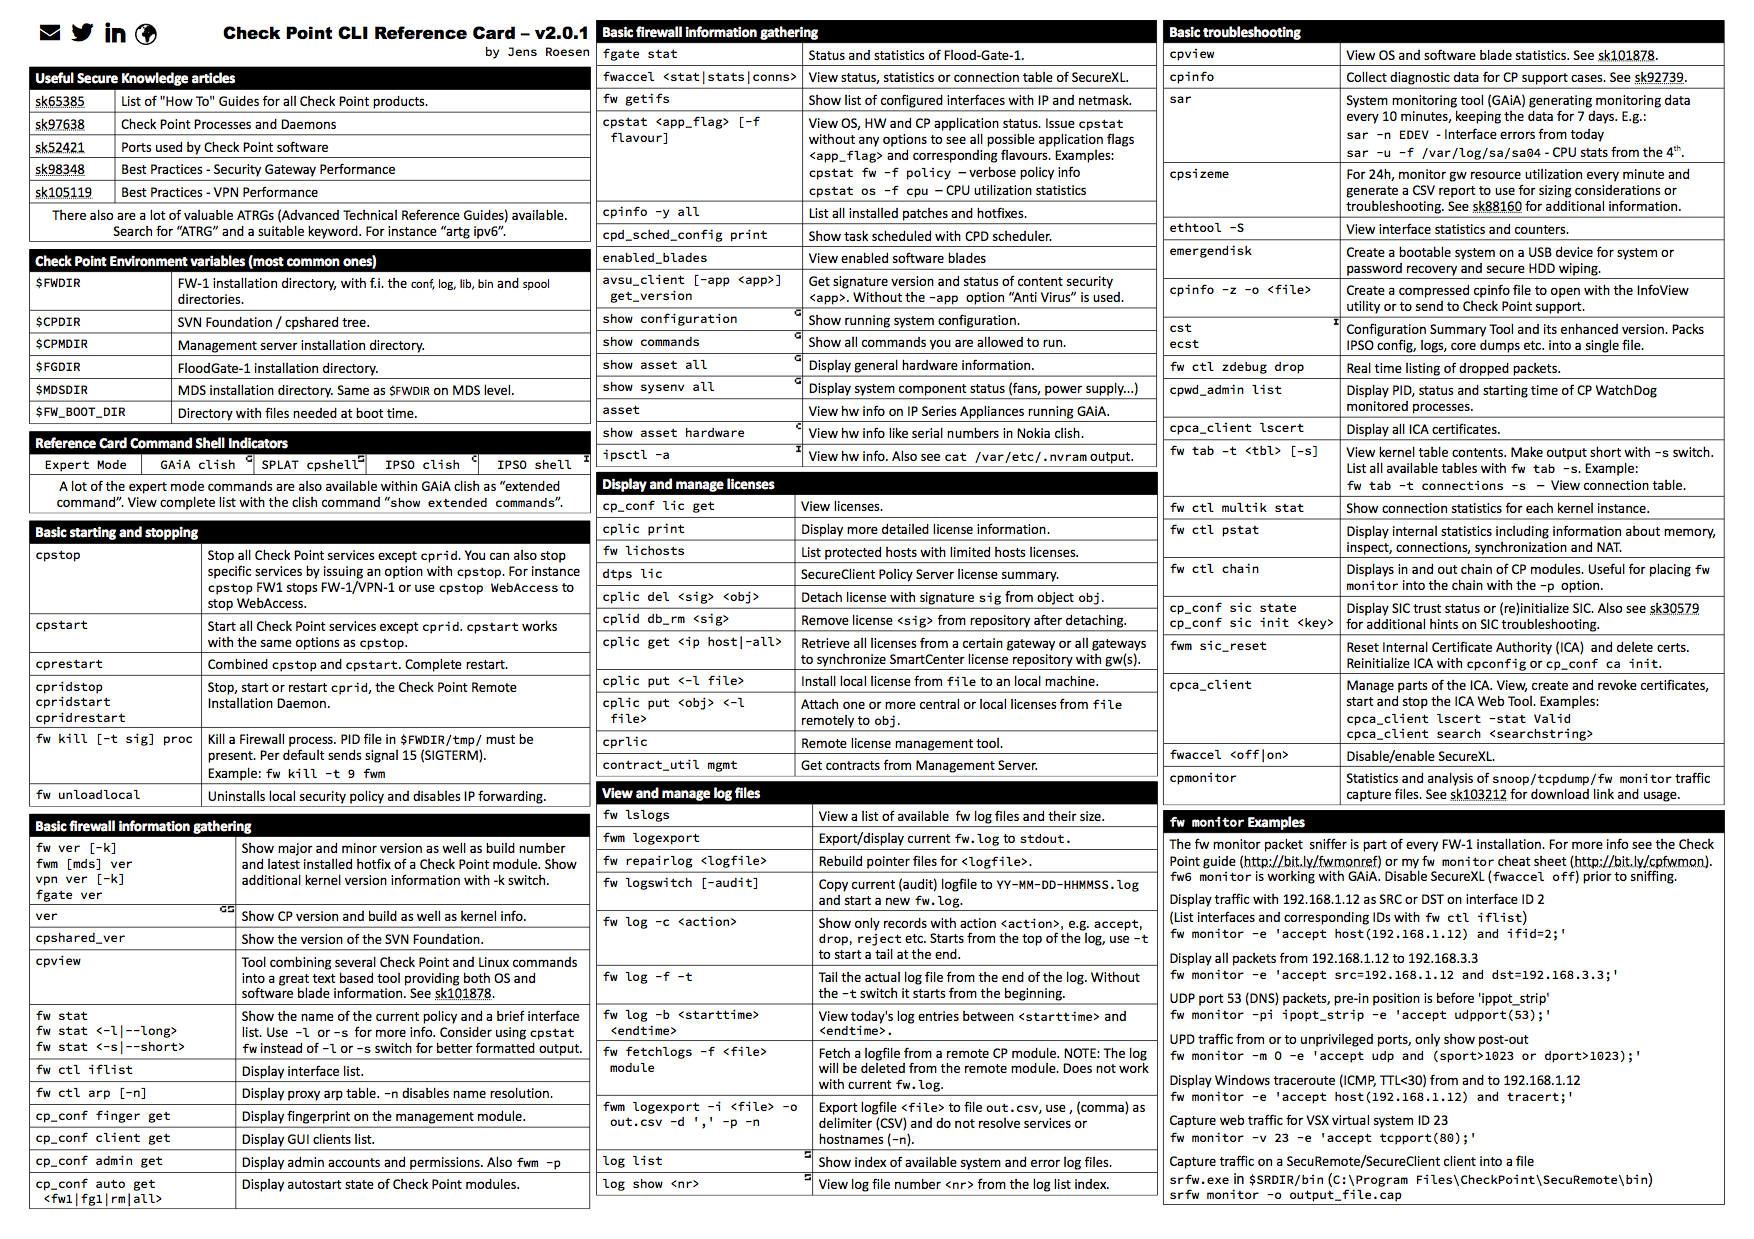 Check Point CLI Reference Card – v2.0.1
by Jens Roesen
Useful Secure Knowledge articles
sk65385 List of "How To" Guides for all Check Point products.
sk97638 Check Point Processes and Daemons
sk52421 Ports used by Check Point software
sk98348 Best Practices - Security Gateway Performance
sk105119 Best Practices - VPN Performance
There also are a lot of valuable ATRGs (Advanced Technical Reference Guides) available.
Search for “ATRG” and a suitable keyword. For instance “artg ipv6”.
Check Point Environment variables (most common ones)
$FWDIR FW-1 installation directory, with f.i. the conf, log, lib, bin and spool
directories.
$CPDIR SVN Foundation / cpshared tree.
$CPMDIR Management server installation directory.
$FGDIR FloodGate-1 installation directory.
$MDSDIR MDS installation directory. Same as $FWDIR on MDS level.
$FW_BOOT_DIR Directory with files needed at boot time.
Reference Card Command Shell Indicators
Expert Mode GAiA clish G SPLAT cpshell S IPSO clish C IPSO shell I
A lot of the expert mode commands are also available within GAiA clish as “extended
command”. View complete list with the clish command “show extended commands”.
Basic starting and stopping
cpstop Stop all Check Point services except cprid. You can also stop
specific services by issuing an option with cpstop. For instance
cpstop FW1 stops FW-1/VPN-1 or use cpstop WebAccess to
stop WebAccess.
cpstart Start all Check Point services except cprid. cpstart works
with the same options as cpstop.
cprestart Combined cpstop and cpstart. Complete restart.
cpridstop Stop, start or restart cprid, the Check Point Remote
cpridstart Installation Daemon.
cpridrestart
fw kill [-t sig] proc Kill a Firewall process. PID file in $FWDIR/tmp/ must be
present. Per default sends signal 15 (SIGTERM).
Example: fw kill -t 9 fwm
fw unloadlocal Uninstalls local security policy and disables IP forwarding.
Basic firewall information gathering
fw ver [-k] Show major and minor version as well as build number
fwm [mds] ver and latest installed hotfix of a Check Point module. Show
vpn ver [-k] additional kernel version information with -k switch.
fgate ver
ver GS Show CP version and build as well as kernel info.
cpshared_ver Show the version of the SVN Foundation.
cpview Tool combining several Check Point and Linux commands
into a great text based tool providing both OS and
software blade information. See sk101878.
fw stat Show the name of the current policy and a brief interface
fw stat <-l|--long> list. Use -l or -s for more info. Consider using cpstat
fw stat <-s|--short> fw instead of -l or -s switch for better formatted output.
fw ctl iflist Display interface list.
fw ctl arp [-n] Display proxy arp table. -n disables name resolution.
cp_conf finger get Display fingerprint on the management module.
cp_conf client get Display GUI clients list.
cp_conf admin get Display admin accounts and permissions. Also fwm -p
cp_conf auto get Display autostart state of Check Point modules.
<fw1|fg1|rm|all>
Basic firewall information gathering
fgate stat Status and statistics of Flood-Gate-1.
fwaccel <stat|stats|conns> View status, statistics or connection table of SecureXL.
fw getifs Show list of configured interfaces with IP and netmask.
cpstat <app_flag> [-f View OS, HW and CP application status. Issue cpstat
flavour] without any options to see all possible application flags
<app_flag> and corresponding flavours. Examples:
cpstat fw -f policy – verbose policy info
cpstat os -f cpu – CPU utilization statistics
cpinfo -y all List all installed patches and hotfixes.
cpd_sched_config print Show task scheduled with CPD scheduler.
enabled_blades View enabled software blades
avsu_client [-app <app>] Get signature version and status of content security
get_version <app>. Without the -app option “Anti Virus” is used.
show configuration G Show running system configuration.
show commands G Show all commands you are allowed to run.
show asset all G Display general hardware information.
show sysenv all G Display system component status (fans, power supply...)
asset View hw info on IP Series Appliances running GAiA.
show asset hardware C View hw info like serial numbers in Nokia clish.
ipsctl -a I View hw info. Also see cat /var/etc/.nvram output.
Display and manage licenses
cp_conf lic get View licenses.
cplic print Display more detailed license information.
fw lichosts List protected hosts with limited hosts licenses.
dtps lic SecureClient Policy Server license summary.
cplic del <sig> <obj> Detach license with signature sig from object obj.
cplid db_rm <sig> Remove license <sig> from repository after detaching.
cplic get <ip host|-all> Retrieve all licenses from a certain gateway or all gateways
to synchronize SmartCenter license repository with gw(s).
cplic put <-l file> Install local license from file to an local machine.
cplic put <obj> <-l Attach one or more central or local licenses from file
file> remotely to obj.
cprlic Remote license management tool.
contract_util mgmt Get contracts from Management Server.
View and manage log files
fw lslogs View a list of available fw log files and their size.
fwm logexport Export/display current fw.log to stdout.
fw repairlog <logfile> Rebuild pointer files for <logfile>.
fw logswitch [-audit] Copy current (audit) logfile to YY-MM-DD-HHMMSS.log
and start a new fw.log.
fw log -c <action> Show only records with action <action>, e.g. accept,
drop, reject etc. Starts from the top of the log, use -t
to start a tail at the end.
fw log -f -t Tail the actual log file from the end of the log. Without
the -t switch it starts from the beginning.
fw log -b <starttime> View today's log entries between <starttime> and
<endtime> <endtime>.
fw fetchlogs -f <file> Fetch a logfile from a remote CP module. NOTE: The log
module will be deleted from the remote module. Does not work
with current fw.log.
fwm logexport -i <file> -o Export logfile <file> to file out.csv, use , (comma) as
out.csv -d ',' -p -n delimiter (CSV) and do not resolve services or
hostnames (-n).
log list S Show index of available system and error log files.
log show <nr> S View log file number <nr> from the log list index.
Basic troubleshooting
cpview View OS and software blade statistics. See sk101878.
cpinfo Collect diagnostic data for CP support cases. See sk92739.
sar System monitoring tool (GAiA) generating monitoring data
every 10 minutes, keeping the data for 7 days. E.g.:
sar -n EDEV - Interface errors from today
sar -u -f /var/log/sa/sa04 - CPU stats from the 4th.
cpsizeme For 24h, monitor gw resource utilization every minute and
generate a CSV report to use for sizing considerations or
troubleshooting. See sk88160 for additional information.
ethtool -S View interface statistics and counters.
emergendisk Create a bootable system on a USB device for system or
password recovery and secure HDD wiping.
cpinfo -z -o <file> Create a compressed cpinfo file to open with the InfoView
utility or to send to Check Point support.
cst I Configuration Summary Tool and its enhanced version. Packs
ecst IPSO config, logs, core dumps etc. into a single file.
fw ctl zdebug drop Real time listing of dropped packets.
cpwd_admin list Display PID, status and starting time of CP WatchDog
monitored processes.
cpca_client lscert Display all ICA certificates.
fw tab -t <tbl> [-s] View kernel table contents. Make output short with -s switch.
List all available tables with fw tab -s. Example:
fw tab -t connections -s – View connection table.
fw ctl multik stat Show connection statistics for each kernel instance.
fw ctl pstat Display internal statistics including information about memory,
inspect, connections, synchronization and NAT.
fw ctl chain Displays in and out chain of CP modules. Useful for placing fw
monitor into the chain with the -p option.
cp_conf sic state Display SIC trust status or (re)initialize SIC. Also see sk30579
cp_conf sic init <key> for additional hints on SIC troubleshooting.
fwm sic_reset Reset Internal Certificate Authority (ICA) and delete certs.
Reinitialize ICA with cpconfig or cp_conf ca init.
cpca_client Manage parts of the ICA. View, create and revoke certificates,
start and stop the ICA Web Tool. Examples:
cpca_client lscert -stat Valid
cpca_client search <searchstring>
fwaccel <off|on> Disable/enable SecureXL.
cpmonitor Statistics and analysis of snoop/tcpdump/fw monitor traffic
capture files. See sk103212 for download link and usage.
fw monitor Examples
The fw monitor packet sniffer is part of every FW-1 installation. For more info see the Check
Point guide (http://bit.ly/fwmonref) or my fw monitor cheat sheet (http://bit.ly/cpfwmon).
fw6 monitor is working with GAiA. Disable SecureXL (fwaccel off) prior to sniffing.
Display traffic with 192.168.1.12 as SRC or DST on interface ID 2
(List interfaces and corresponding IDs with fw ctl iflist)
fw monitor -e 'accept host(192.168.1.12) and ifid=2;'
Display all packets from 192.168.1.12 to 192.168.3.3
fw monitor -e 'accept src=192.168.1.12 and dst=192.168.3.3;'
UDP port 53 (DNS) packets, pre-in position is before 'ippot_strip'
fw monitor -pi ipopt_strip -e 'accept udpport(53);'
UPD traffic from or to unprivileged ports, only show post-out
fw monitor -m O -e 'accept udp and (sport>1023 or dport>1023);'
Display Windows traceroute (ICMP, TTL<30) from and to 192.168.1.12
fw monitor -e 'accept host(192.168.1.12) and tracert;'
Capture web traffic for VSX virtual system ID 23
fw monitor -v 23 -e 'accept tcpport(80);'
Capture traffic on a SecuRemote/SecureClient client into a file
srfw.exe in $SRDIR/bin (C:\Program Files\CheckPoint\SecuRemote\bin)
srfw monitor -o output_file.cap